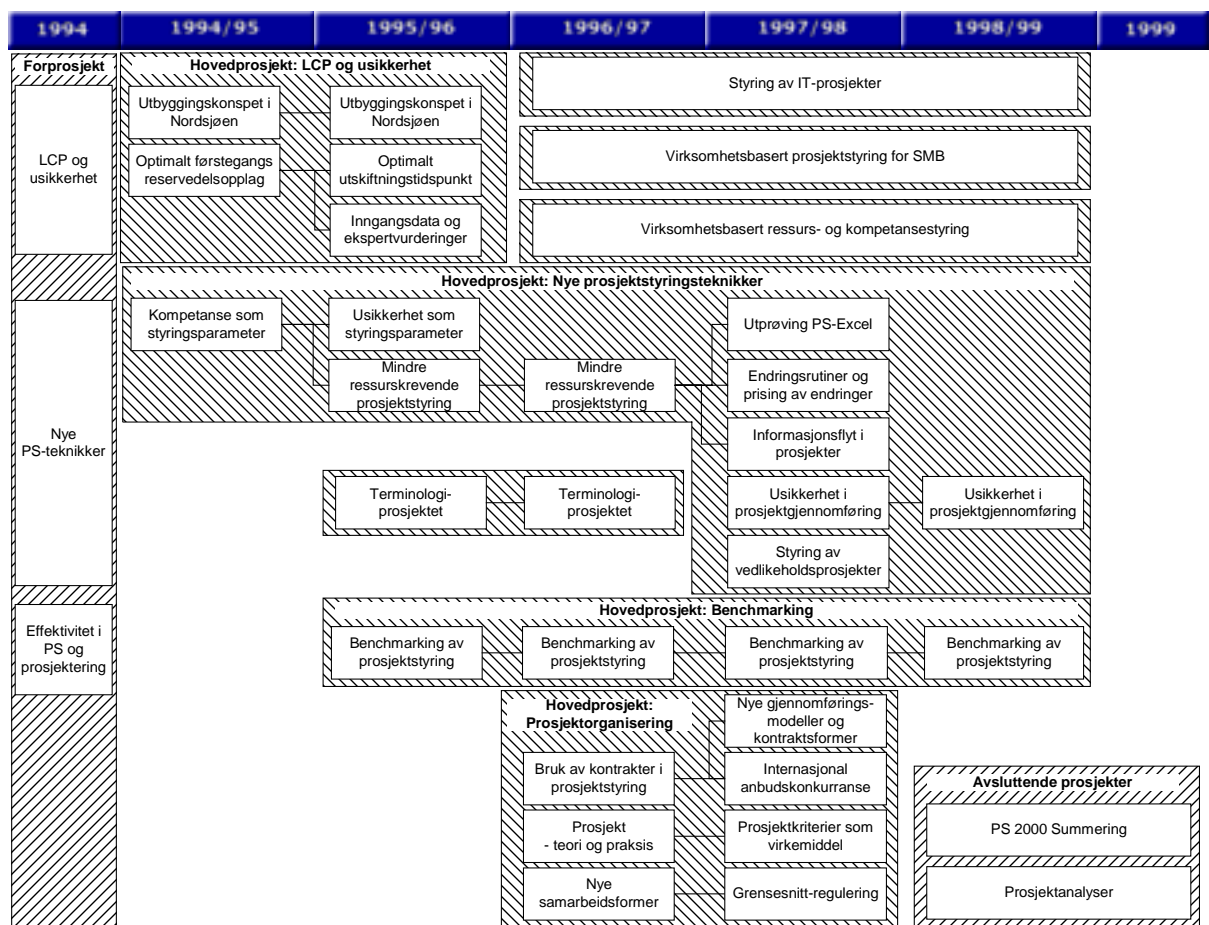 1994
1994/95
1995/96
1996/97
1997/98
1998/99
1999
Forprosjekt
LCP og
usikkerhet
Nye
PS-teknikker
Effektivitet i
PS og
prosjektering
Hovedprosjekt: LCP og usikkerhet
Utbyggingskonspet i
Nordsjøen
Utbyggingskonspet i
Nordsjøen
Optimalt førstegangs
reservedelsopplag
Optimalt
utskiftningstidspunkt
Inngangsdata og
ekspertvurderinger
Styring av IT-prosjekter
Virksomhetsbasert prosjektstyring for SMB
Virksomhetsbasert ressurs- og kompetansestyring
Hovedprosjekt: Nye prosjektstyringsteknikker
Kompetanse som
styringsparameter
Usikkerhet som
styringsparameter
Mindre
ressurskrevende
prosjektstyring
Mindre
ressurskrevende
prosjektstyring
Utprøving PS-Excel
Endringsrutiner og
prising av endringer
Informasjonsflyt i
prosjekter
Usikkerhet i
prosjektgjennomføring
Usikkerhet i
prosjektgjennomføring
Styring av
vedlikeholdsprosjekter
Terminologi-
prosjektet
Terminologi-
prosjektet
Hovedprosjekt: Benchmarking
Benchmarking av
prosjektstyring
Benchmarking av
prosjektstyring
Benchmarking av
prosjektstyring
Benchmarking av
prosjektstyring
Hovedprosjekt:
Prosjektorganisering
Bruk av kontrakter i
prosjektstyring
Prosjekt
- teori og praksis
Nye
samarbeidsformer
Nye gjennomførings-
modeller og
kontraktsformer
Internasjonal
anbudskonkurranse
Prosjektkriterier som
virkemiddel
Grensesnitt-regulering
Avsluttende prosjekter
PS 2000 Summering
Prosjektanalyser